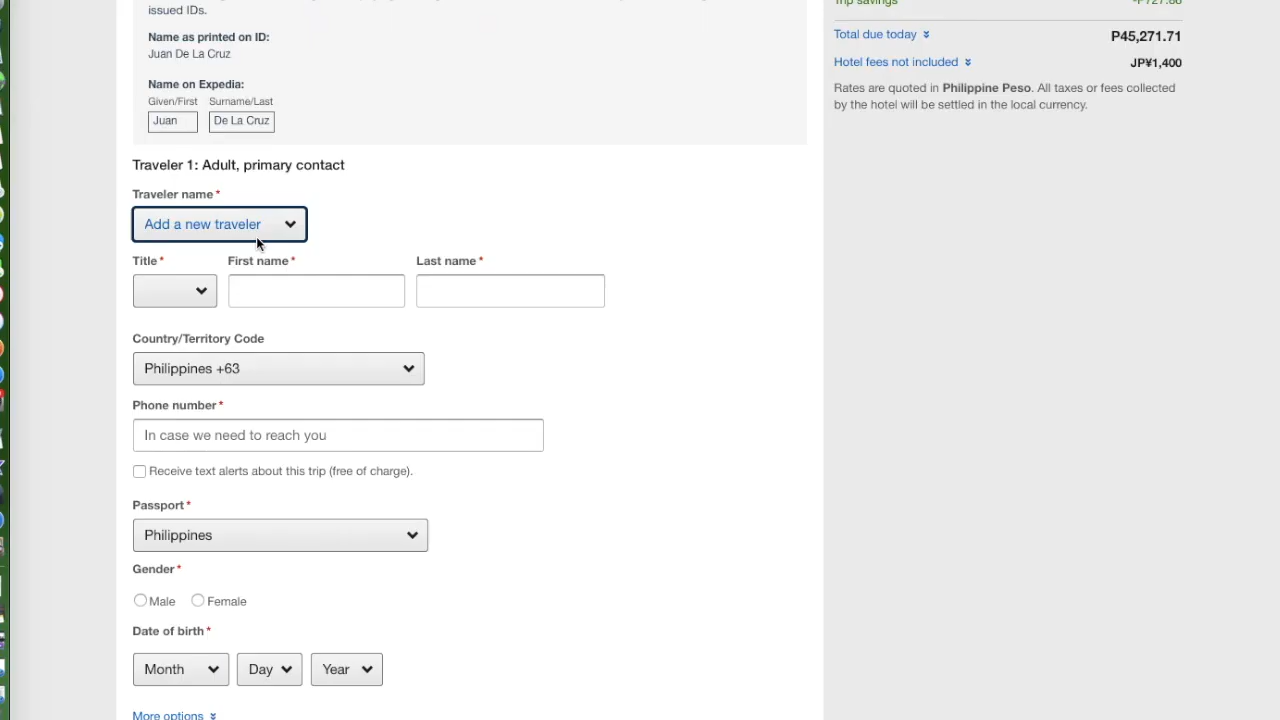 issued IDs.
Name as printed on ID:
Juan De La Cruz
Name on Expedia:
Given/First Surname/Last
Juan De La Cruz
Traveler 1: Adult, primary contact
Traveler name*
Add a new traveler
Title* First name* Last name*
Country/Territory Code
Philippines +63
Phone number*
In case we need to reach you
Receive text alerts about this trip (free of charge).
Passport*
Philippines
Gender*
Male Female
Date of birth*
Month Day Year
More options
Trip savings
Total due today P45,271.71
Hotel fees not included JP¥1,400
Rates are quoted in Philippine Peso. All taxes or fees collected
by the hotel will be settled in the local currency.